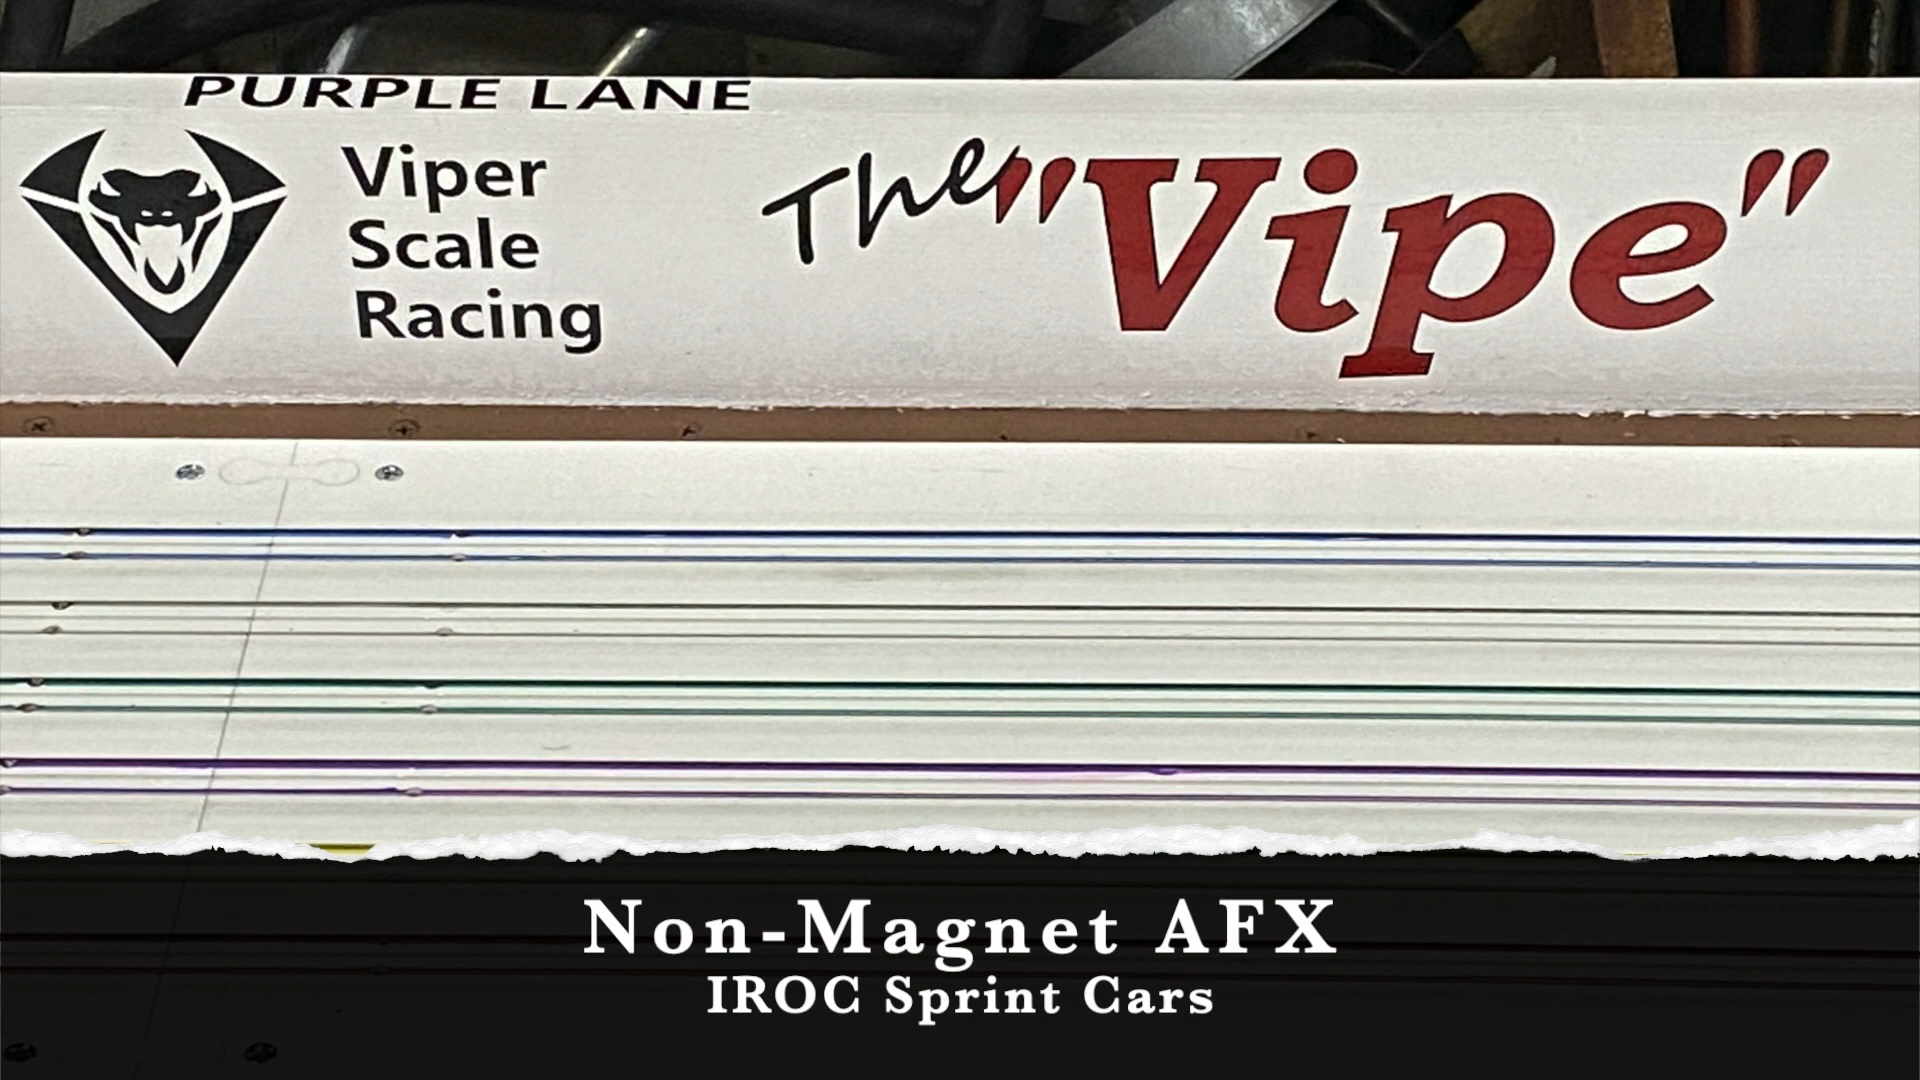 PURPLE LANE
Viper
Scale
Racing
The "Vipe"
Non-Magnet AFX
IROC Sprint Cars